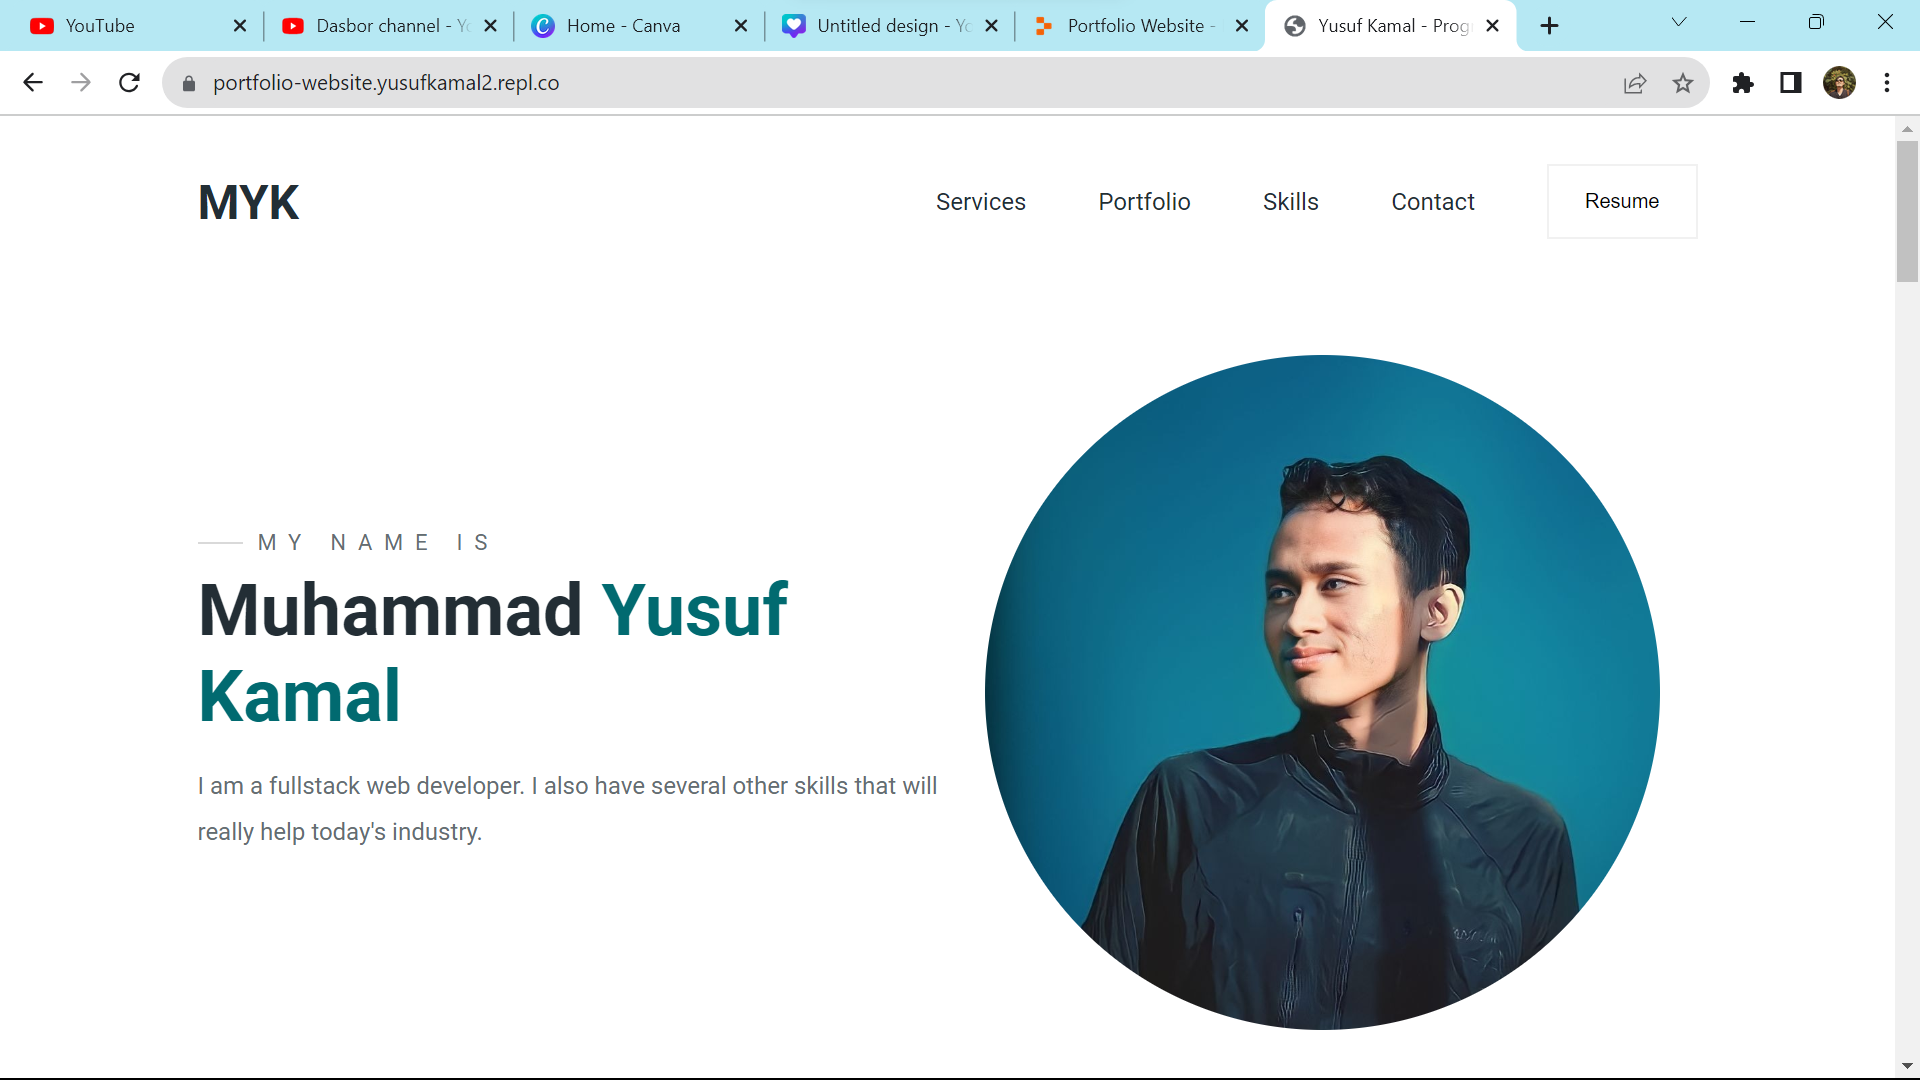 YouTube
Dasbor channel - Yo
Home - Canva
Untitled design - Yo
Portfolio Website -
Yusuf Kamal - Prog
portfolio-website.yusufkamal2.repl.co
MYK
Services
Portfolio
Skills
Contact
Resume
MY NAME IS
Muhammad Yusuf
Kamal
I am a fullstack web developer. I also have several other skills that will
really help today's industry.